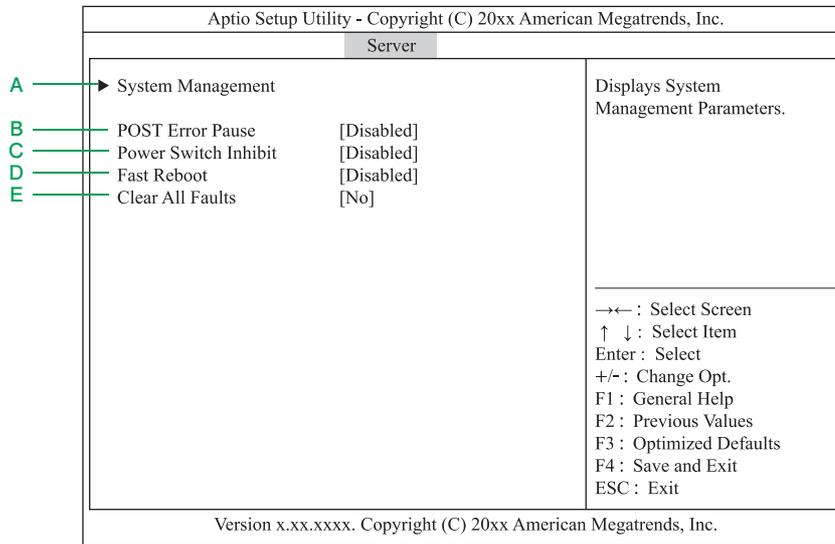 Aptio Setup Utility - Copyright (C) 20xx American Megatrends, Inc.
Server
A ▶ System Management
B POST Error Pause [Disabled]
C Power Switch Inhibit [Disabled]
D Fast Reboot [Disabled]
E Clear All Faults [No]
Displays System
Management Parameters.
→←: Select Screen
↑ ↓: Select Item
Enter: Select
+/-: Change Opt.
F1: General Help
F2: Previous Values
F3: Optimized Defaults
F4: Save and Exit
ESC: Exit
Version x.xx.xxxx. Copyright (C) 20xx American Megatrends, Inc.